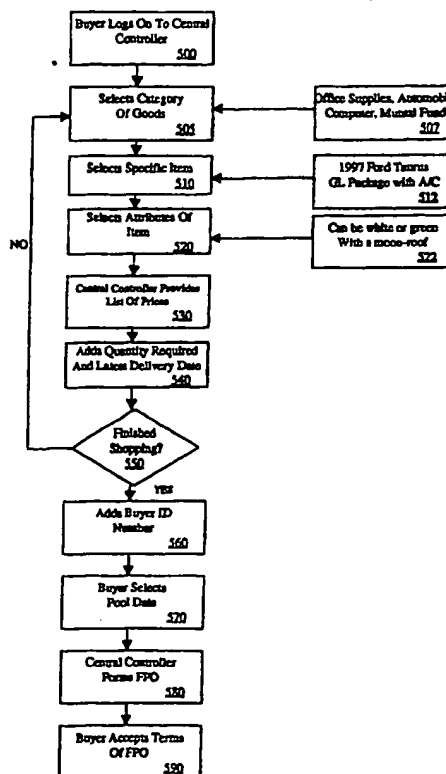 Buyer Logs On To Central
Controller
500
Selects Category
Of Goods
505
Office Supplies, Automobi
Computer, Mutual Fund
507
Selects Specific Item
510
1997 Ford Taurus
GL Package with A/C
512
Selects Attributes Of
Item
520
Can be white or green
With a moon-roof
522
NO
Central Controller Provides
List Of Prices
530
Adds Quantity Required
And Latest Delivery Date
540
Finished
Shopping?
550
YES
Adds Buyer ID
Number
560
Buyer Selects
Pool Date
570
Central Controller
Forms FPO
580
Buyer Accepts Terms
Of FPO
590